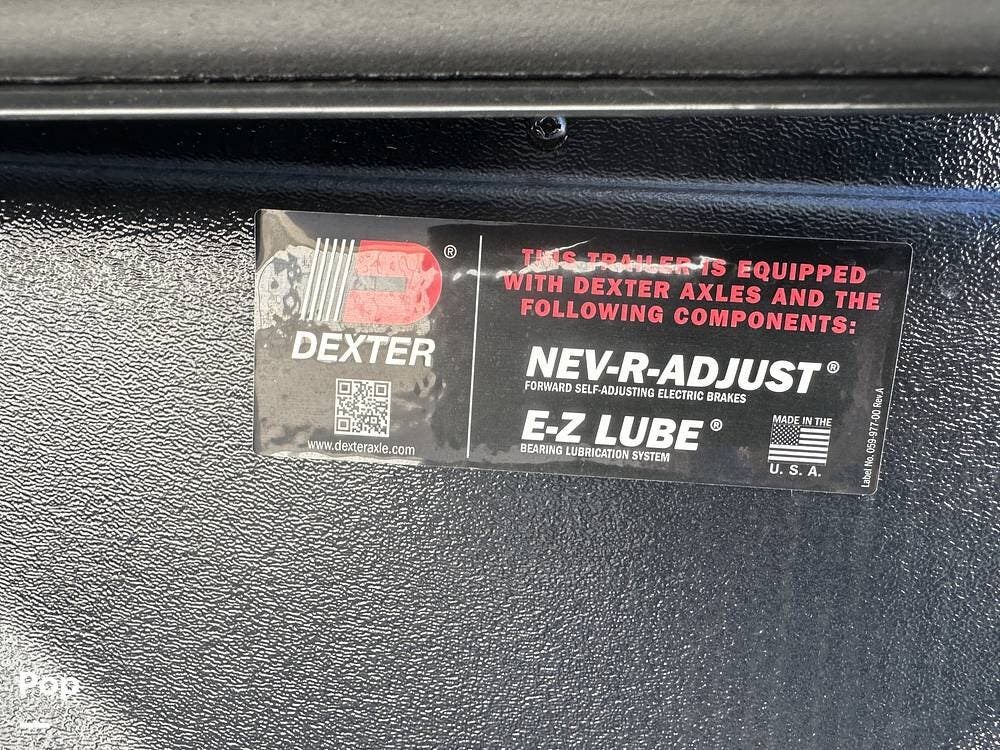 DEXTER
®
www.dexteraxle.com
THIS TRAILER IS EQUIPPED
WITH DEXTER AXLES AND THE
FOLLOWING COMPONENTS:
NEV-R-ADJUST®
FORWARD SELF-ADJUSTING ELECTRIC BRAKES
E-Z LUBE®
BEARING LUBRICATION SYSTEM
MADE IN THE
U.S.A.
Label No. 059-977-00 Rev. A
Pop